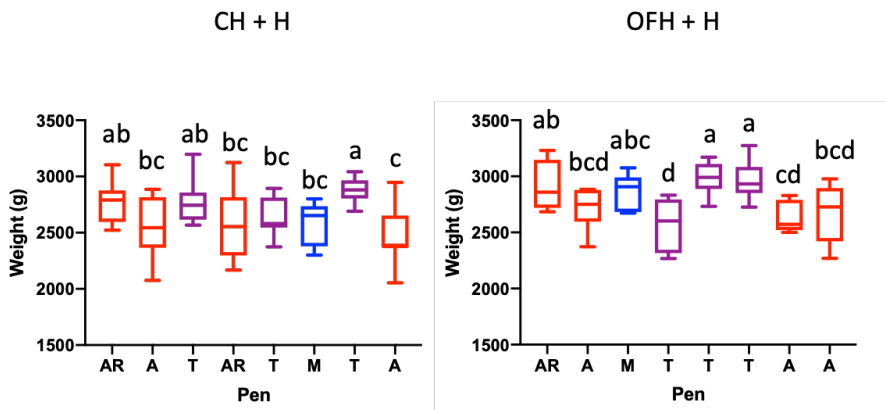 CH + H
OFH + H
3500
3000
2500
2000
1500
Weight (g)
ab
bc
ab
bc
bc
bc
a
c
AR A T AR T M T A
Pen
3500
3000
2500
2000
1500
Weight (g)
ab
bcd
abc
d
a
a
cd
bcd
AR A M T T T A A
Pen